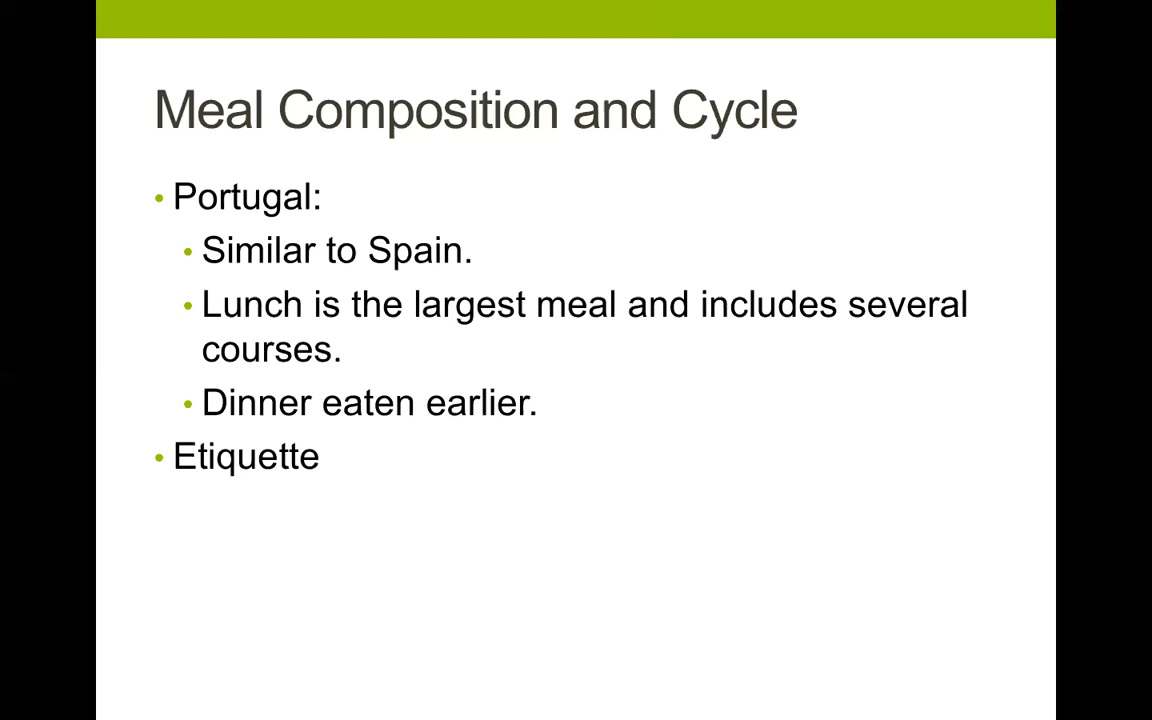 Meal Composition and Cycle
• Portugal:
• Similar to Spain.
• Lunch is the largest meal and includes several
courses.
• Dinner eaten earlier.
• Etiquette